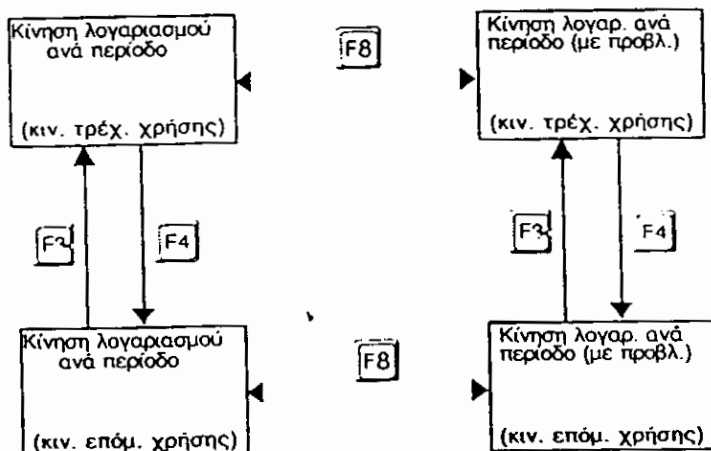 Κίνηση λογαριασμού
ανά περίοδο
(κιν. τρέχ. χρήσης)
F8
Κίνηση λογαρ. ανά
περίοδο (με προβλ.)
(κιν. τρέχ. χρήσης)
F3
F4
F3
F4
Κίνηση λογαριασμού
ανά περίοδο
(κιν. επόμ. χρήσης)
F8
Κίνηση λογαρ. ανά
περίοδο (με προβλ.)
(κιν. επόμ. χρήσης)